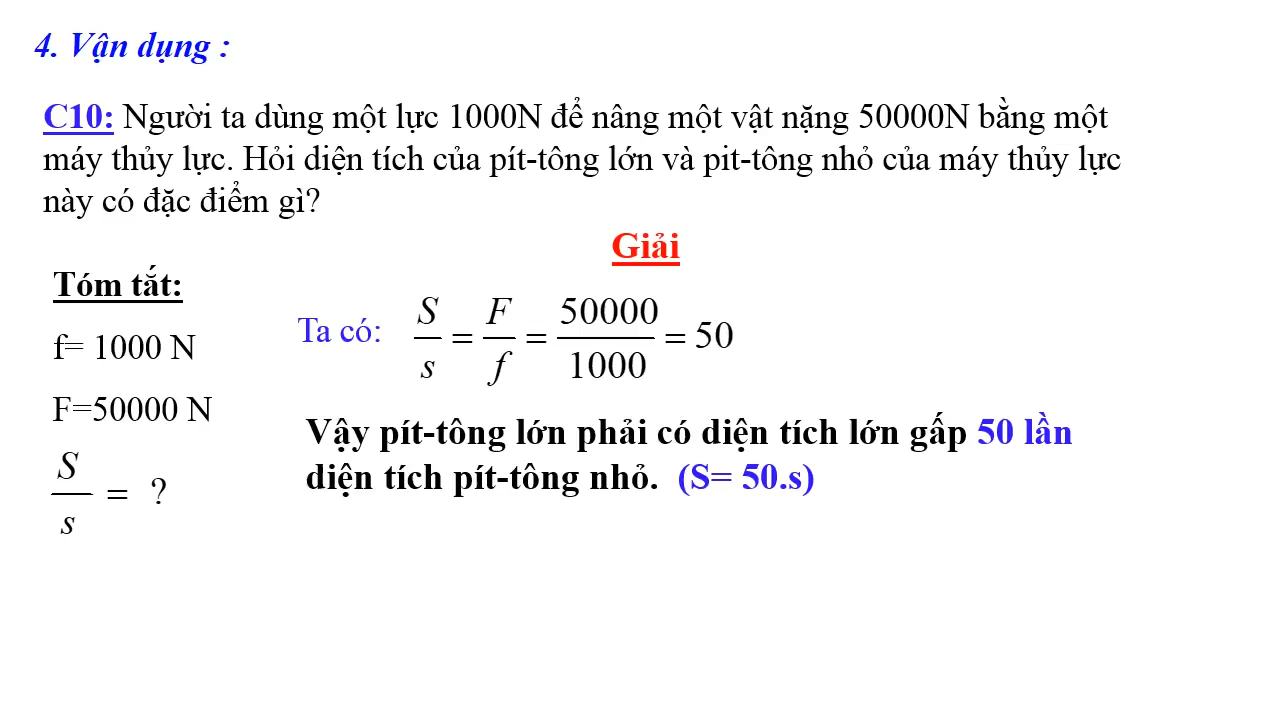 4. Vận dụng :
C10: Người ta dùng một lực 1000N để nâng một vật nặng 50000N bằng một
máy thủy lực. Hỏi diện tích của pít-tông lớn và pit-tông nhỏ của máy thủy lực
này có đặc điểm gì?
Giải
Tóm tắt:
f= 1000 N
F=50000 N
S/s = ?
Ta có: S/s = F/f = 50000/1000 = 50
Vậy pít-tông lớn phải có diện tích lớn gấp 50 lần
diện tích pít-tông nhỏ. (S= 50.s)